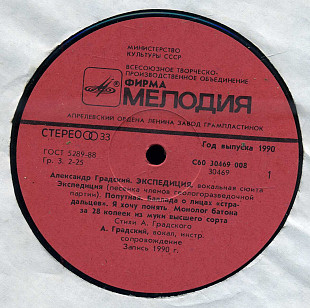 МИНИСТЕРСТВО
КУЛЬТУРЫ СССР
ВСЕСОЮЗНОЕ ТВОРЧЕСКО-
ПРОИЗВОДСТВЕННОЕ ОБЪЕДИНЕНИЕ
ФИРМА
МЕЛОДИЯ
АПРЕЛЕВСКИЙ ОРДЕНА ЛЕНИНА ЗАВОД ГРАМПЛАСТИНОК
СТЕРЕО 33
Год выпуска 1990
ГОСТ 5289-88
Гр. 3. 2-25
С60 30469 008
30469
1
Александр Градский. ЭКСПЕДИЦИЯ, вокальная сюита
Экспедиция (песенка членов геологоразведочной
партии). Попутная. Баллада о лицах «стра-
дальцев». Я хочу понять. Монолог батона
за 28 копеек из муки высшего сорта
Стихи А. Градского
А. Градский, вокал, инстр.
сопровождение
Запись 1990 г.